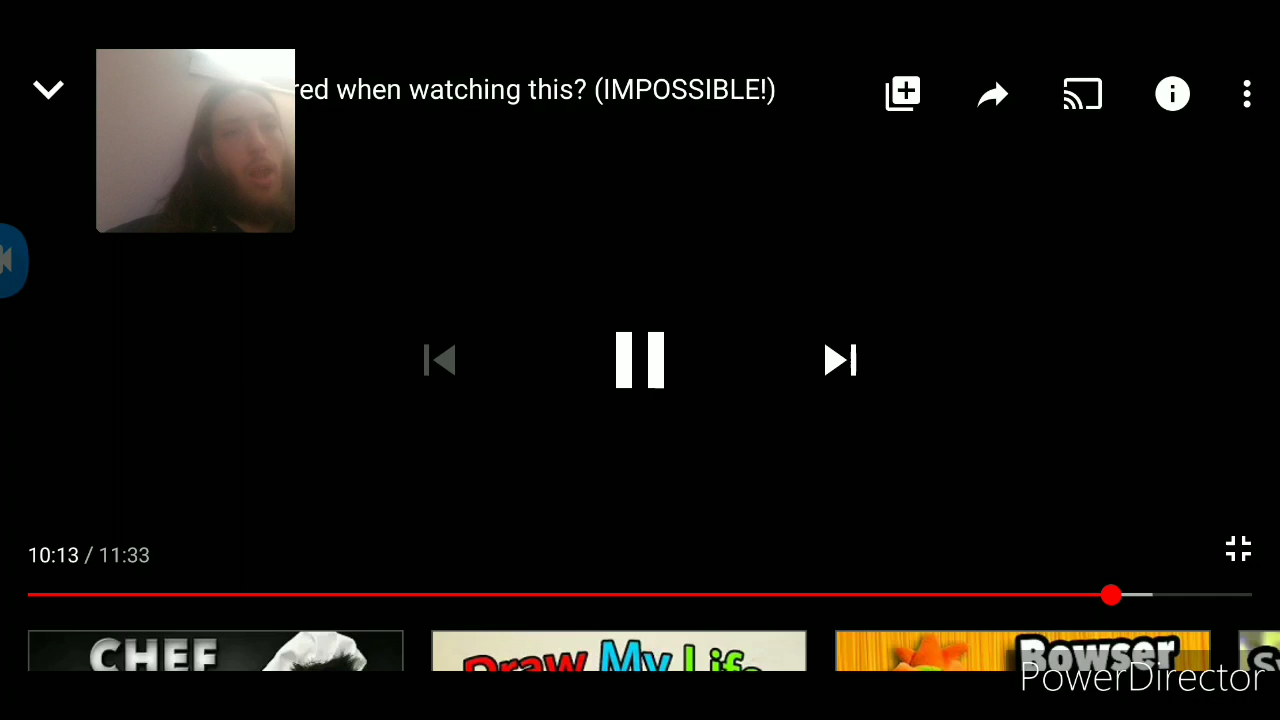 red when watching this? (IMPOSSIBLE!)
10:13 / 11:33
CHEF
Draw My Life
Bowser
PowerDirector